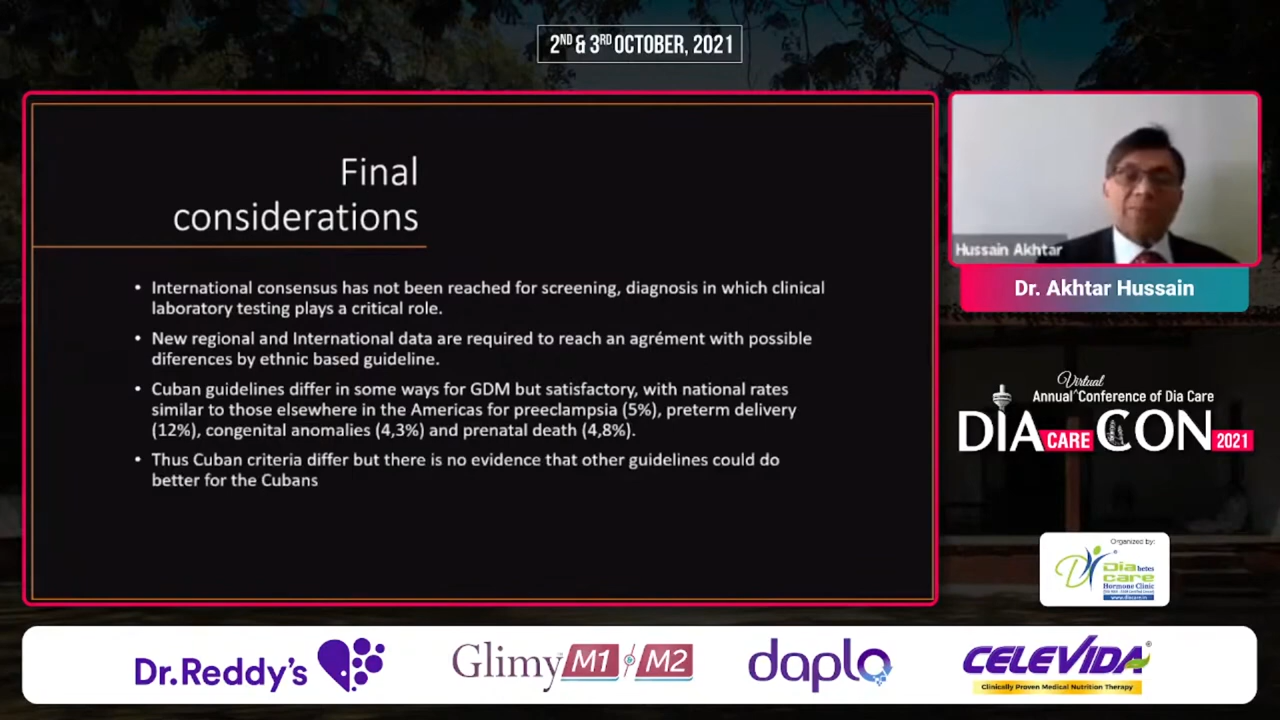 2ND & 3RD OCTOBER, 2021
Final
considerations
• International consensus has not been reached for screening, diagnosis in which clinical
laboratory testing plays a critical role.
• New regional and International data are required to reach an agrément with possible
diferences by ethnic based guideline.
• Cuban guidelines differ in some ways for GDM but satisfactory, with national rates
similar to those elsewhere in the Americas for preeclampsia (5%), preterm delivery
(12%), congenital anomalies (4,3%) and prenatal death (4,8%).
• Thus Cuban criteria differ but there is no evidence that other guidelines could do
better for the Cubans
Hussain Akhtar
Dr. Akhtar Hussain
Virtual
Annual^Conference of Dia Care
DIA CARE CON 2021
Organized by:
Diabetes
care
Hormone Clinic
Dr.Reddy's
Glimy M1 / M2
daplo
CELEVIDA®
Clinically Proven Medical Nutrition Therapy